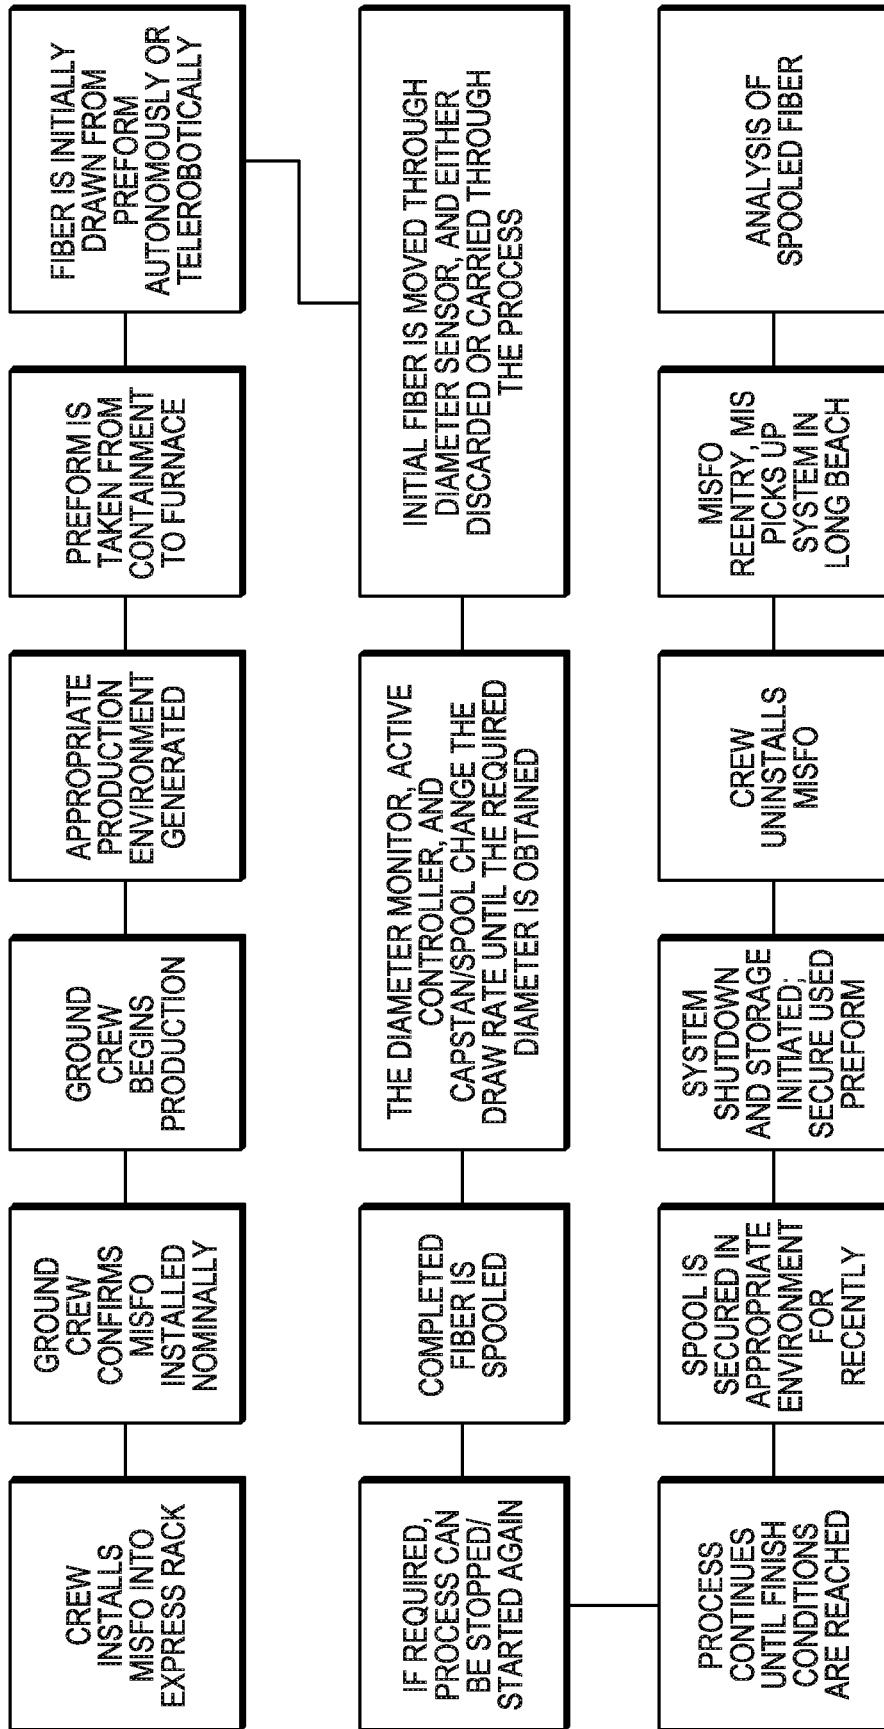 CREW
INSTALLS
MISFO INTO
EXPRESS RACK
GROUND
CREW
CONFIRMS
MISFO
INSTALLED
NOMINALLY
GROUND
CREW
BEGINS
PRODUCTION
APPROPRIATE
PRODUCTION
ENVIRONMENT
GENERATED
PREFORM IS
TAKEN FROM
CONTAINMENT
TO FURNACE
FIBER IS INITIALLY
DRAWN FROM
PREFORM
AUTONOMOUSLY OR
TELEROBOTICALLY
INITIAL FIBER IS MOVED THROUGH
DIAMETER SENSOR, AND EITHER
DISCARDED OR CARRIED THROUGH
THE PROCESS
THE DIAMETER MONITOR, ACTIVE
CONTROLLER, AND
CAPSTAN/SPOOL CHANGE THE
DRAW RATE UNTIL THE REQUIRED
DIAMETER IS OBTAINED
COMPLETED
FIBER IS
SPOOLED
IF REQUIRED,
PROCESS CAN
BE STOPPED/
STARTED AGAIN
PROCESS
CONTINUES
UNTIL FINISH
CONDITIONS
ARE REACHED
SPOOL IS
SECURED IN
APPROPRIATE
ENVIRONMENT
FOR
RECENTLY
SYSTEM
SHUTDOWN
AND STORAGE
INITIATED;
SECURE USED
PREFORM
CREW
UNINSTALLS
MISFO
MISFO
REENTRY, MIS
PICKS UP
SYSTEM IN
LONG BEACH
ANALYSIS OF
SPOOLED FIBER